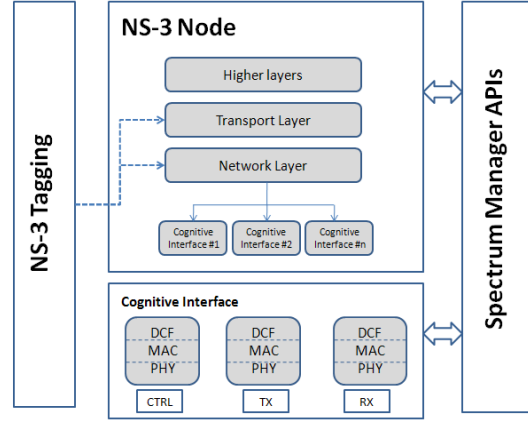 NS-3 Tagging
NS-3 Node
Higher layers
Transport Layer
Network Layer
Cognitive
Interface #1
Cognitive
Interface #2
Cognitive
Interface #n
Cognitive Interface
DCF
MAC
PHY
CTRL
DCF
MAC
PHY
TX
DCF
MAC
PHY
RX
Spectrum Manager APIs